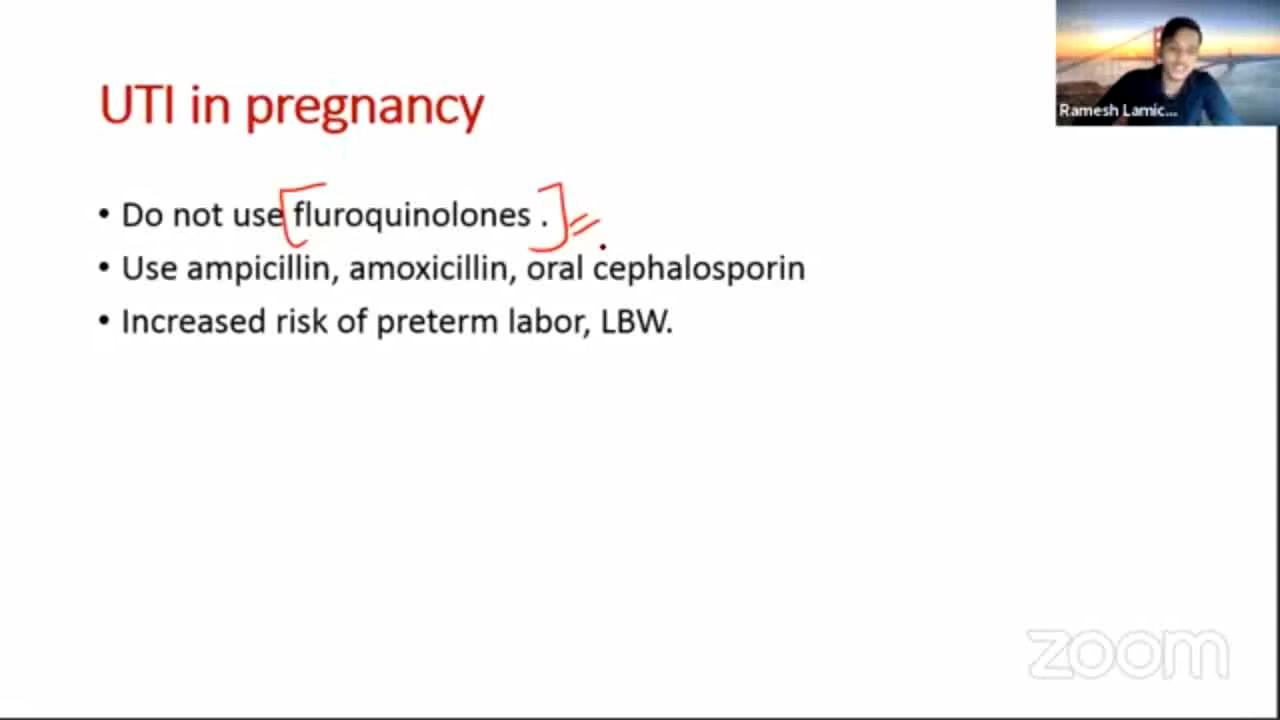 UTI in pregnancy
Ramesh Lamic...
• Do not use fluroquinolones .
• Use ampicillin, amoxicillin, oral cephalosporin
• Increased risk of preterm labor, LBW.
zoom